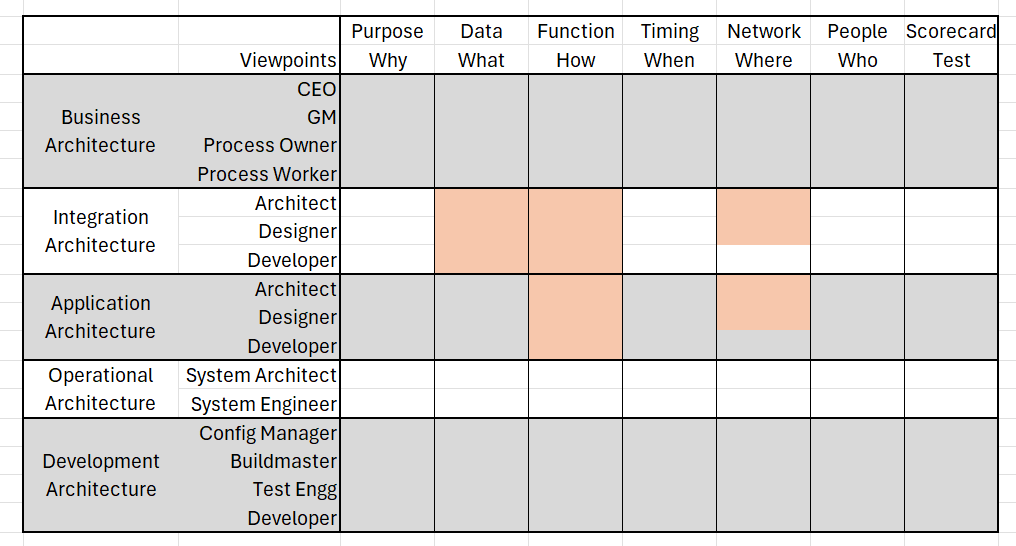 Purpose Data Function Timing Network People Scorecard
Viewpoints Why What How When Where Who Test
CEO
Business GM
Architecture Process Owner
Process Worker
Architect
Integration Designer
Architecture Developer
Architect
Application Designer
Architecture Developer
Operational System Architect
Architecture System Engineer
Config Manager
Development Buildmaster
Architecture Test Engg
Developer